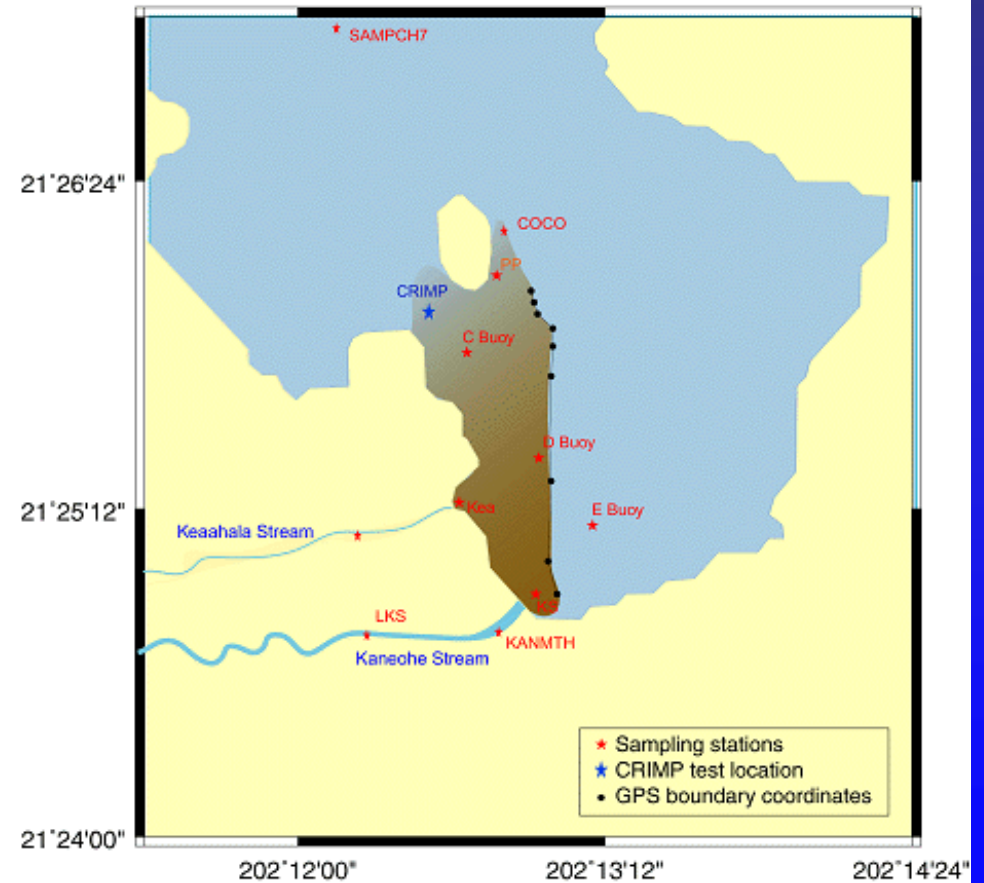 SAMPCH7
21°26'24"
COCO
PP
CRIMP
C Buoy
D Buoy
21°25'12"
Kea
E Buoy
Keaahala Stream
KS
LKS
KANMTH
Kaneohe Stream
Sampling stations
CRIMP test location
GPS boundary coordinates
21°24'00"
202°12'00"
202°13'12"
202°14'24"